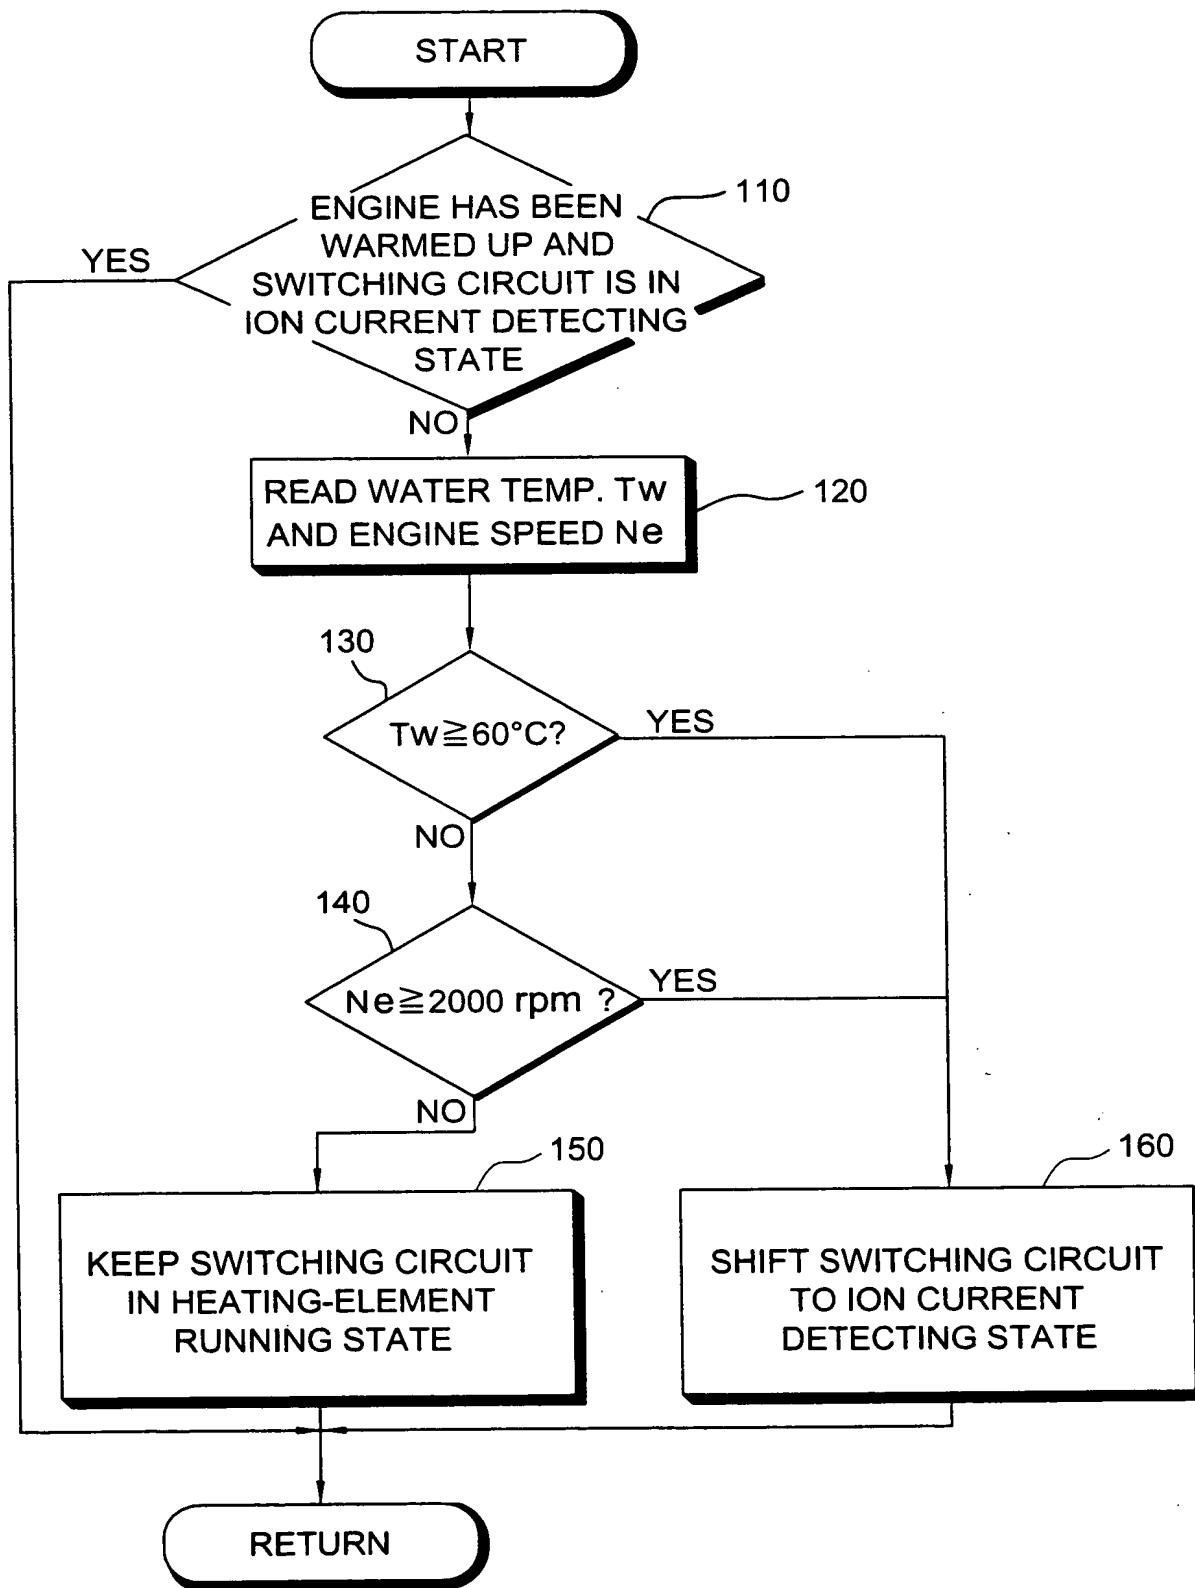 START
110
ENGINE HAS BEEN
WARMED UP AND
SWITCHING CIRCUIT IS IN
ION CURRENT DETECTING
STATE
YES
NO
READ WATER TEMP. Tw
AND ENGINE SPEED Ne
120
130
Tw≧60°C?
YES
NO
140
Ne≧2000 rpm ?
YES
NO
150
KEEP SWITCHING CIRCUIT
IN HEATING-ELEMENT
RUNNING STATE
160
SHIFT SWITCHING CIRCUIT
TO ION CURRENT
DETECTING STATE
RETURN